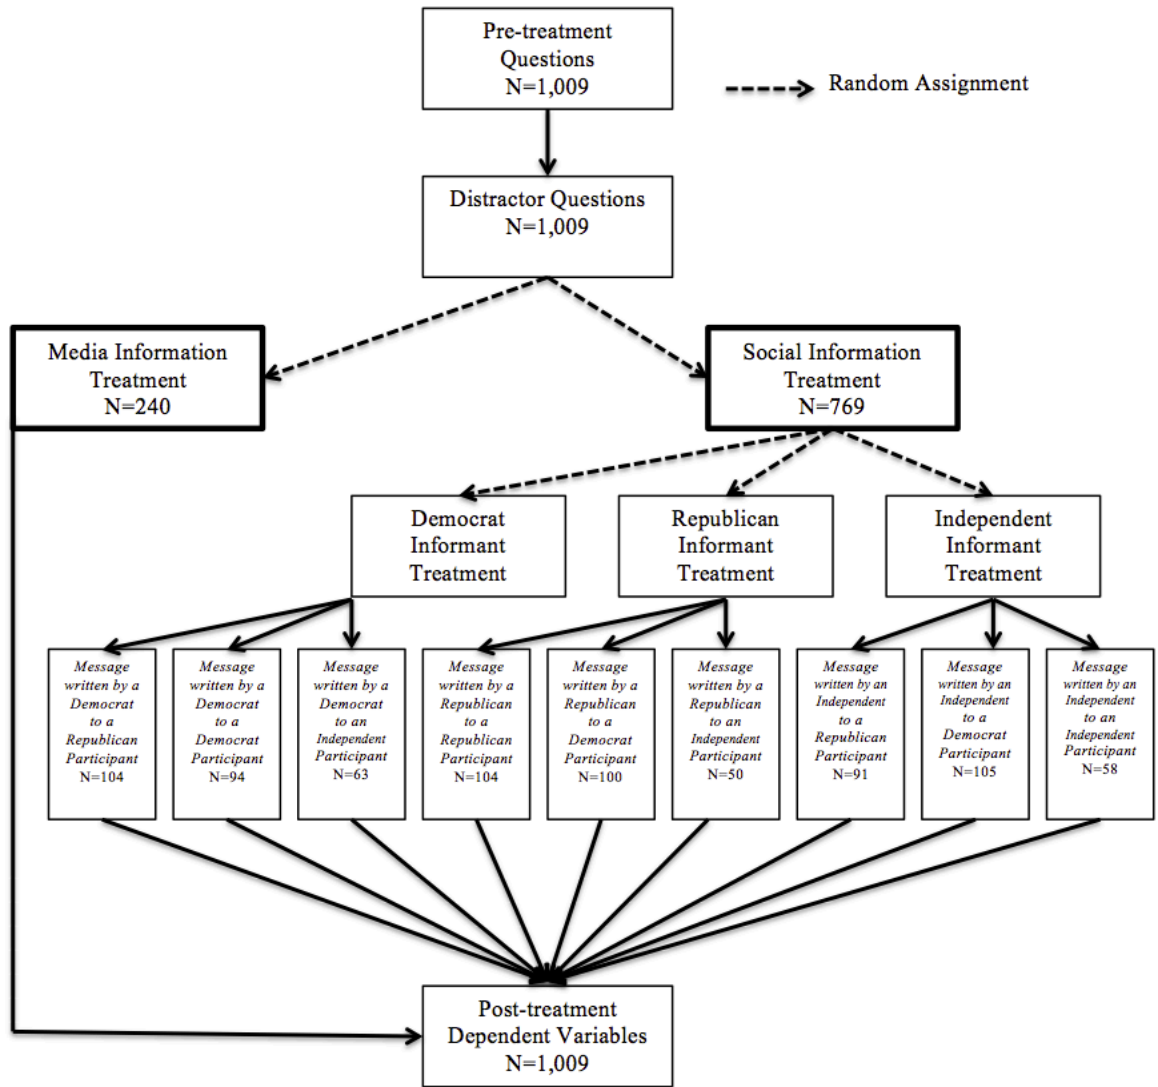 Pre-treatment
Questions
N=1,009
Random Assignment
Distractor Questions
N=1,009
Media Information
Treatment
N=240
Social Information
Treatment
N=769
Democrat
Informant
Treatment
Republican
Informant
Treatment
Independent
Informant
Treatment
Message
written by a
Democrat
to a
Republican
Participant
N=104
Message
written by a
Democrat
to a
Democrat
Participant
N=94
Message
written by a
Democrat
to an
Independent
Participant
N=63
Message
written by a
Republican
to a
Republican
Participant
N=104
Message
written by a
Republican
to a
Democrat
Participant
N=100
Message
written by a
Republican
to an
Independent
Participant
N=50
Message
written by an
Independent
to a
Republican
Participant
N=91
Message
written by an
Independent
to a
Democrat
Participant
N=105
Message
written by an
Independent
to an
Independent
Participant
N=58
Post-treatment
Dependent Variables
N=1,009